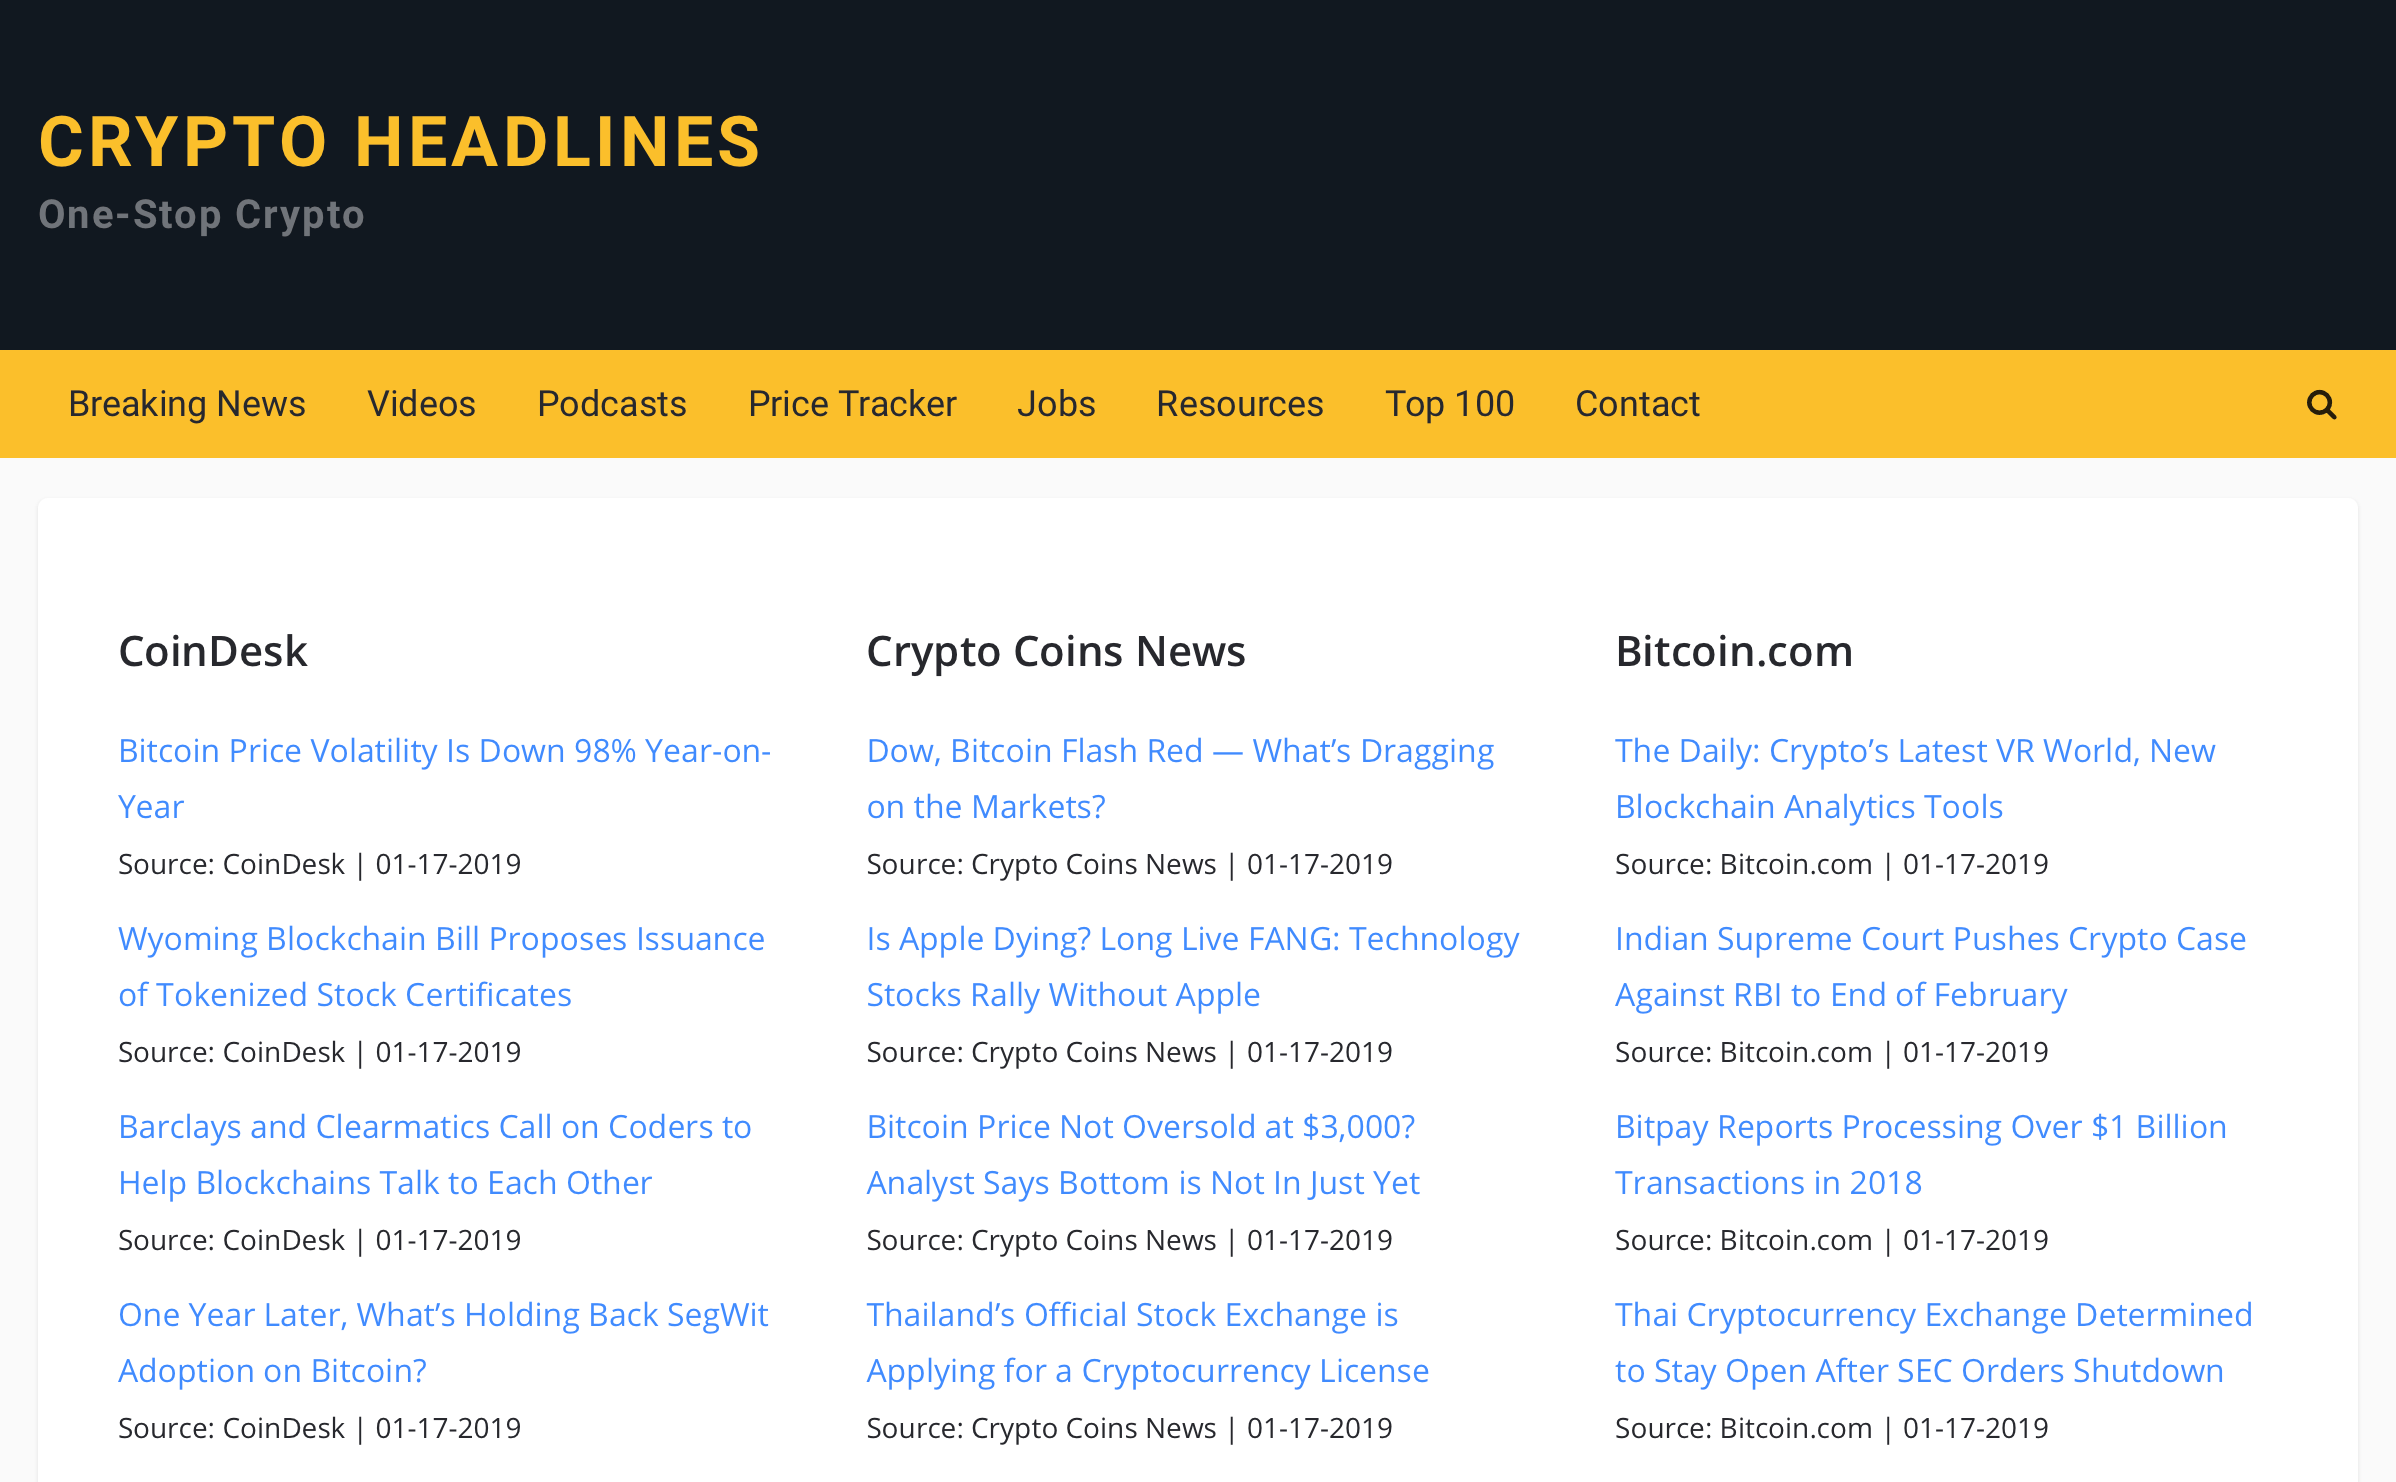 CRYPTO HEADLINES
One-Stop Crypto
Breaking News Videos Podcasts Price Tracker Jobs Resources Top 100 Contact
CoinDesk
Bitcoin Price Volatility Is Down 98% Year-on-
Year
Source: CoinDesk | 01-17-2019
Wyoming Blockchain Bill Proposes Issuance
of Tokenized Stock Certificates
Source: CoinDesk | 01-17-2019
Barclays and Clearmatics Call on Coders to
Help Blockchains Talk to Each Other
Source: CoinDesk | 01-17-2019
One Year Later, What’s Holding Back SegWit
Adoption on Bitcoin?
Source: CoinDesk | 01-17-2019
Crypto Coins News
Dow, Bitcoin Flash Red — What’s Dragging
on the Markets?
Source: Crypto Coins News | 01-17-2019
Is Apple Dying? Long Live FANG: Technology
Stocks Rally Without Apple
Source: Crypto Coins News | 01-17-2019
Bitcoin Price Not Oversold at $3,000?
Analyst Says Bottom is Not In Just Yet
Source: Crypto Coins News | 01-17-2019
Thailand’s Official Stock Exchange is
Applying for a Cryptocurrency License
Source: Crypto Coins News | 01-17-2019
Bitcoin.com
The Daily: Crypto’s Latest VR World, New
Blockchain Analytics Tools
Source: Bitcoin.com | 01-17-2019
Indian Supreme Court Pushes Crypto Case
Against RBI to End of February
Source: Bitcoin.com | 01-17-2019
Bitpay Reports Processing Over $1 Billion
Transactions in 2018
Source: Bitcoin.com | 01-17-2019
Thai Cryptocurrency Exchange Determined
to Stay Open After SEC Orders Shutdown
Source: Bitcoin.com | 01-17-2019